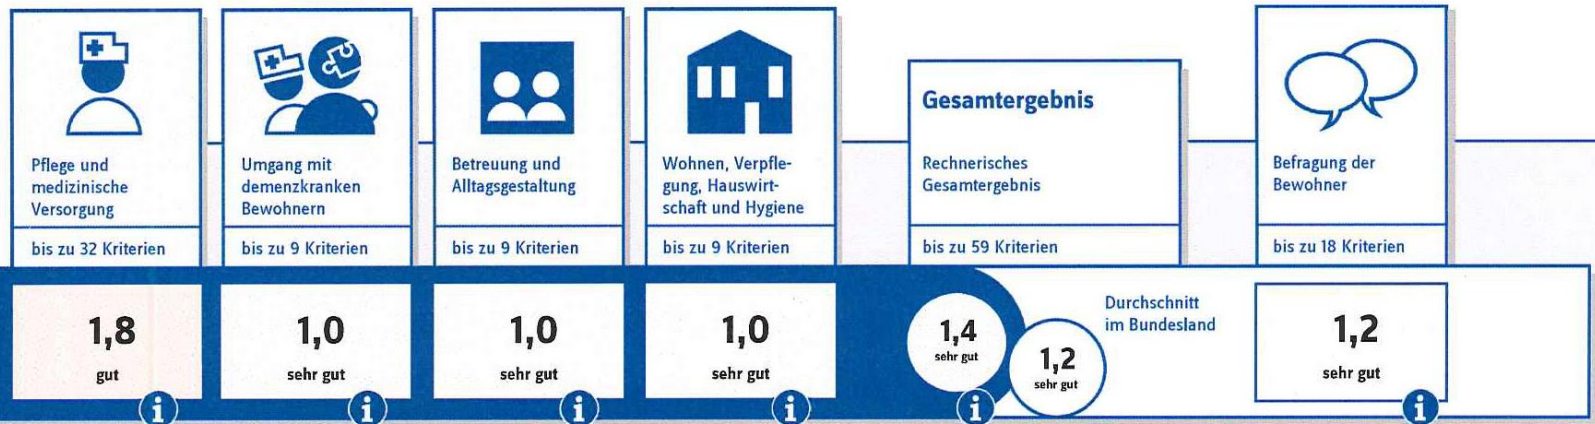 Pflege und
medizinische
Versorgung
bis zu 32 Kriterien
1,8
gut
i
Umgang mit
demenzkranken
Bewohnern
bis zu 9 Kriterien
1,0
sehr gut
i
Betreuung und
Alltagsgestaltung
bis zu 9 Kriterien
1,0
sehr gut
i
Wohnen, Verpfle-
gung, Hauswirt-
schaft und Hygiene
bis zu 9 Kriterien
1,0
sehr gut
i
Gesamtergebnis
Rechnerisches
Gesamtergebnis
bis zu 59 Kriterien
1,4
sehr gut
i
1,2
sehr gut
Durchschnitt
im Bundesland
Befragung der
Bewohner
bis zu 18 Kriterien
1,2
sehr gut
i